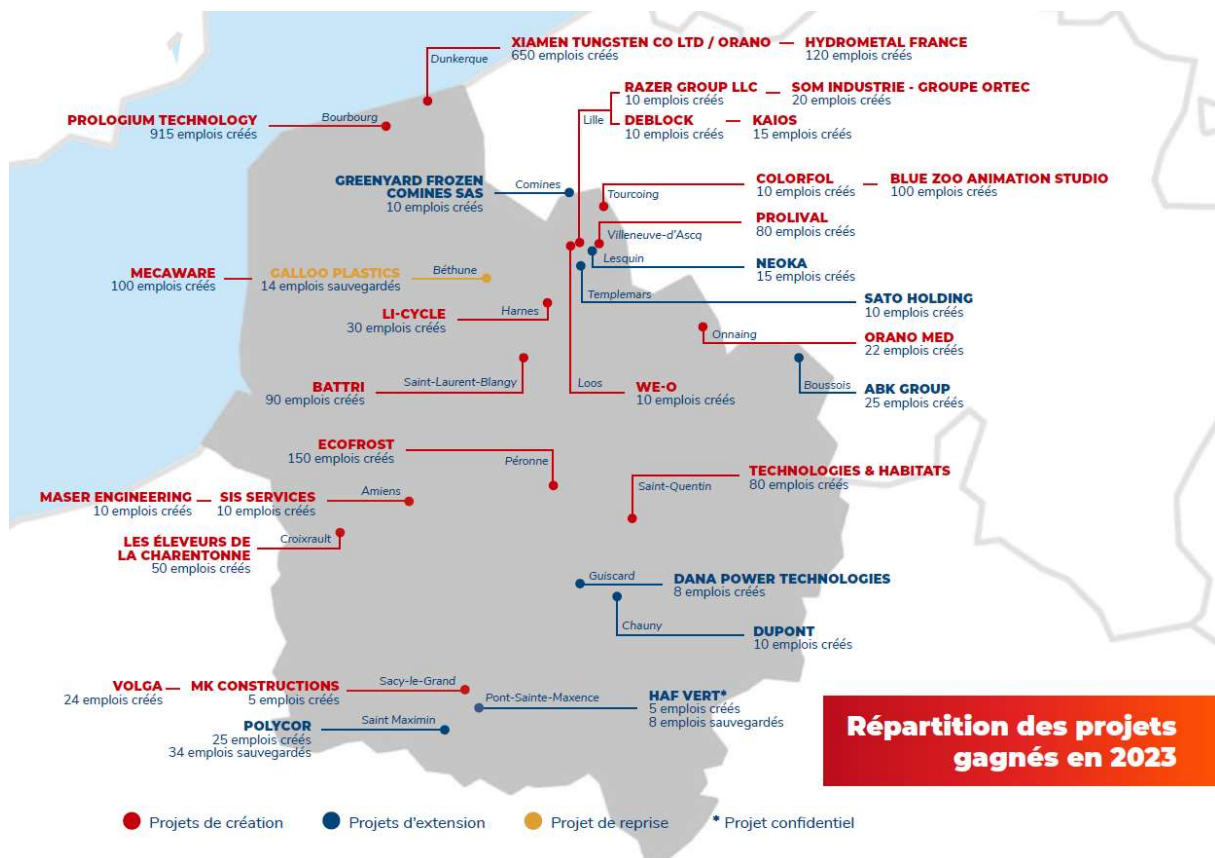 XIAMEN TUNGSTEN CO LTD / ORANO
650 emplois créés
HYDROMETAL FRANCE
120 emplois créés
Dunkerque
RAZER GROUP LLC
10 emplois créés
SOM INDUSTRIE - GROUPE ORTEC
20 emplois créés
PROLOGIUM TECHNOLOGY
915 emplois créés
Bourbourg
Lille
DEBLOCK
10 emplois créés
KAIOS
15 emplois créés
GREENYARD FROZEN
COMINES SAS
10 emplois créés
Comines
Tourcoing
COLORFOL
10 emplois créés
BLUE ZOO ANIMATION STUDIO
100 emplois créés
Villeneuve-d'Ascq
PROLIVAL
80 emplois créés
MECAWARE
100 emplois créés
GALLOO PLASTICS
14 emplois sauvegardés
Béthune
Lesquin
NEOKA
15 emplois créés
Templemars
SATO HOLDING
10 emplois créés
LI-CYCLE
30 emplois créés
Harnes
Onnaing
ORANO MED
22 emplois créés
BATTRI
90 emplois créés
Saint-Laurent-Blangy
Loos
WE-O
10 emplois créés
Boussois
ABK GROUP
25 emplois créés
ECOFROST
150 emplois créés
Péronne
Saint-Quentin
TECHNOLOGIES & HABITATS
80 emplois créés
MASER ENGINEERING
10 emplois créés
SIS SERVICES
10 emplois créés
Amiens
LES ÉLEVEURS DE
LA CHARENTONNE
50 emplois créés
Croixrault
Guiscard
DANA POWER TECHNOLOGIES
8 emplois créés
Chauny
DUPONT
10 emplois créés
VOLGA
24 emplois créés
MK CONSTRUCTIONS
5 emplois créés
Sacy-le-Grand
Pont-Sainte-Maxence
HAF VERT*
5 emplois créés
8 emplois sauvegardés
POLYCOR
25 emplois créés
34 emplois sauvegardés
Saint Maximin
Répartition des projets
gagnés en 2023
Projets de création
Projets d'extension
Projet de reprise
* Projet confidentiel